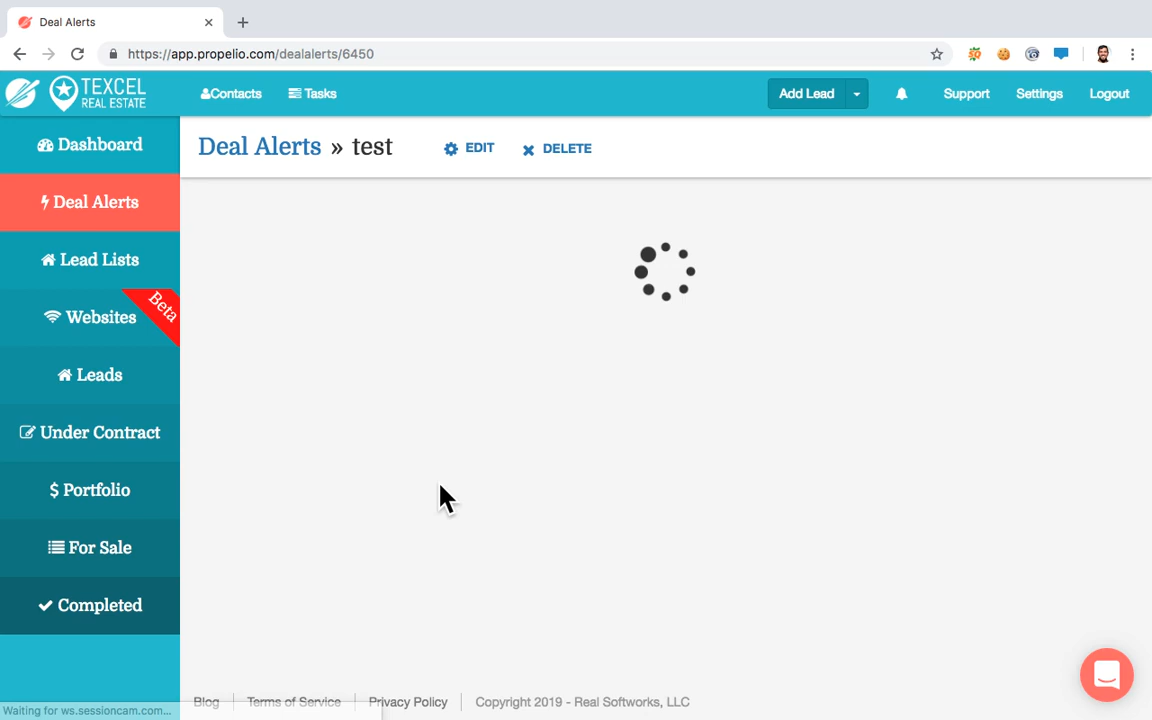 Deal Alerts
https://app.propelio.com/dealalerts/6450
TEXCEL
REAL ESTATE
Contacts
Tasks
Add Lead
Support
Settings
Logout
Dashboard
Deal Alerts » test
EDIT
DELETE
Deal Alerts
Lead Lists
Websites
Beta
Leads
Under Contract
$ Portfolio
For Sale
Completed
Blog
Terms of Service
Privacy Policy
Copyright 2019 - Real Softworks, LLC
Waiting for ws.sessioncam.com...